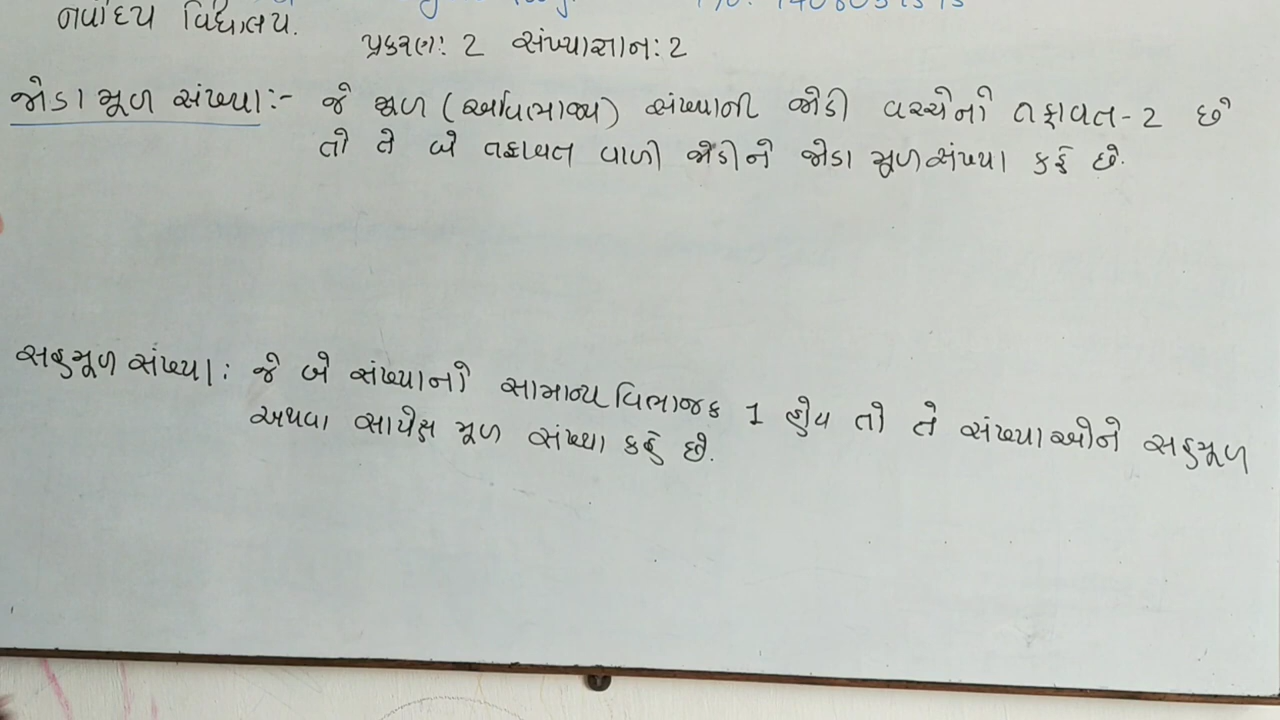 નવોદય વિદ્યાલય.
પ્રકરણ: 2 સંખ્યાજ્ઞાન: 2
જોડા મૂળ સંખ્યા:- જે મૂળ (અવિભાજ્ય) સંખ્યાની જોડી વચ્ચેનો તફાવત-2 છે
તો તે બે તફાવત વાળી જોડીને જોડા મૂળ સંખ્યા કહે છે.
સહમૂળ સંખ્યા: જે બે સંખ્યાનો સામાન્ય વિભાજક 1 હોય તો તે સંખ્યાઓને સહમૂળ
અથવા સાપેક્ષ મૂળ સંખ્યા કહે છે.